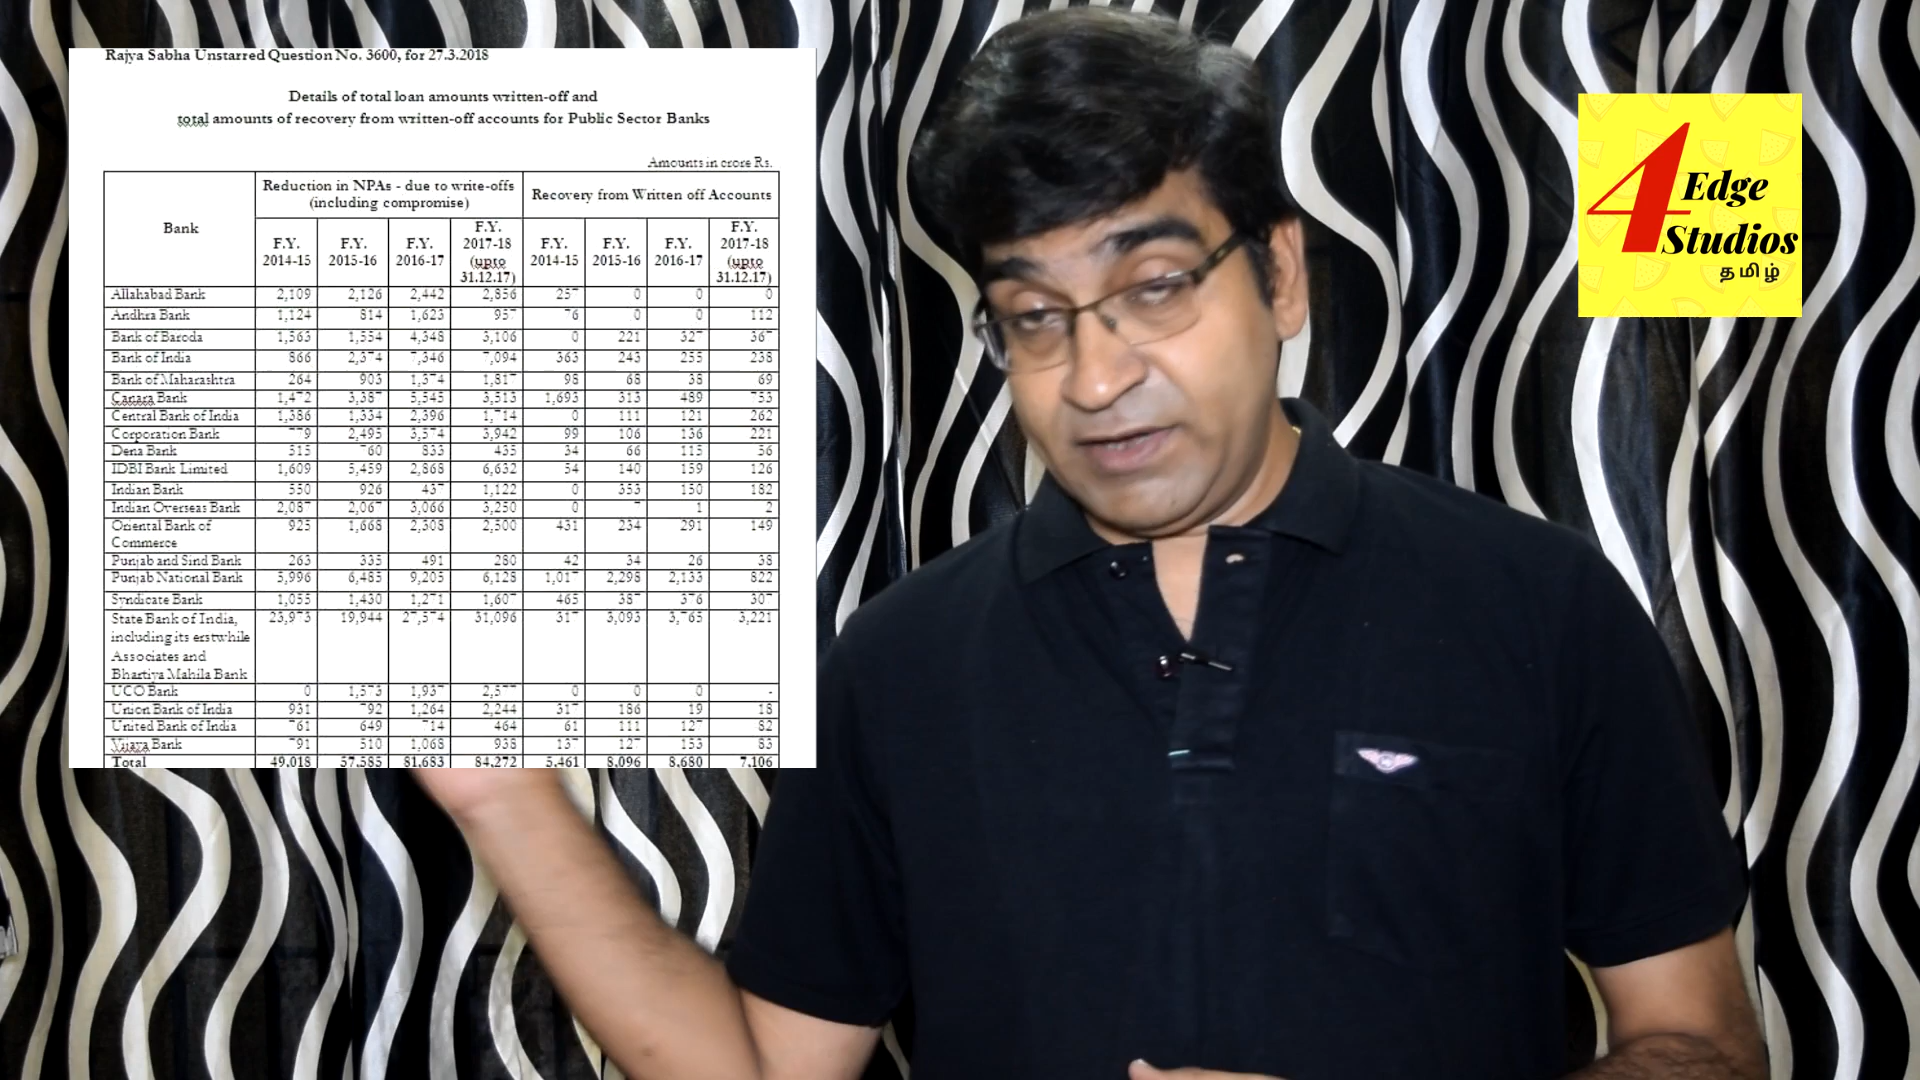 Rajya Sabha Unstarred Question No. 3600, for 27.3.2018
Details of total loan amounts written-off and
total amounts of recovery from written-off accounts for Public Sector Banks
Amounts in crore Rs.
Bank | Reduction in NPAs - due to write-offs (including compromise) | Recovery from Written off Accounts
F.Y. 2014-15 | F.Y. 2015-16 | F.Y. 2016-17 | F.Y. 2017-18 (upto 31.12.17) | F.Y. 2014-15 | F.Y. 2015-16 | F.Y. 2016-17 | F.Y. 2017-18 (upto 31.12.17)
Allahabad Bank 2,109 2,126 2,442 2,856 257 0 0 0
Andhra Bank 1,124 814 1,623 957 76 0 0 112
Bank of Baroda 1,563 1,554 4,348 3,106 0 221 327 367
Bank of India 866 2,374 7,346 7,094 363 243 255 238
Bank of Maharashtra 264 903 1,374 1,817 98 68 38 69
Canara Bank 1,472 3,387 5,545 3,513 1,693 313 489 753
Central Bank of India 1,386 1,334 2,396 1,714 0 111 121 262
Corporation Bank 779 2,495 3,574 3,942 99 106 136 221
Dena Bank 515 760 833 435 34 66 115 56
IDBI Bank Limited 1,609 5,459 2,868 6,632 54 140 159 126
Indian Bank 550 926 437 1,122 0 353 150 182
Indian Overseas Bank 2,087 2,067 3,066 3,250 0 7 1 2
Oriental Bank of Commerce 925 1,668 2,308 2,500 431 234 291 149
Punjab and Sind Bank 263 335 491 280 42 34 26 38
Punjab National Bank 5,996 6,485 9,205 6,128 1,017 2,298 2,133 822
Syndicate Bank 1,055 1,430 1,271 1,607 465 387 376 307
State Bank of India, including its erstwhile Associates and Bhartiya Mahila Bank 23,973 19,944 27,574 31,096 317 3,093 3,765 3,221
UCO Bank 0 1,573 1,937 2,577 0 0 0 -
Union Bank of India 931 792 1,264 2,244 317 186 19 18
United Bank of India 761 649 714 464 61 111 127 82
Vijaya Bank 791 510 1,068 938 137 127 153 83
Total 49,018 57,585 81,683 84,272 5,461 8,096 8,680 7,106
4
Edge
Studios
தமிழ்